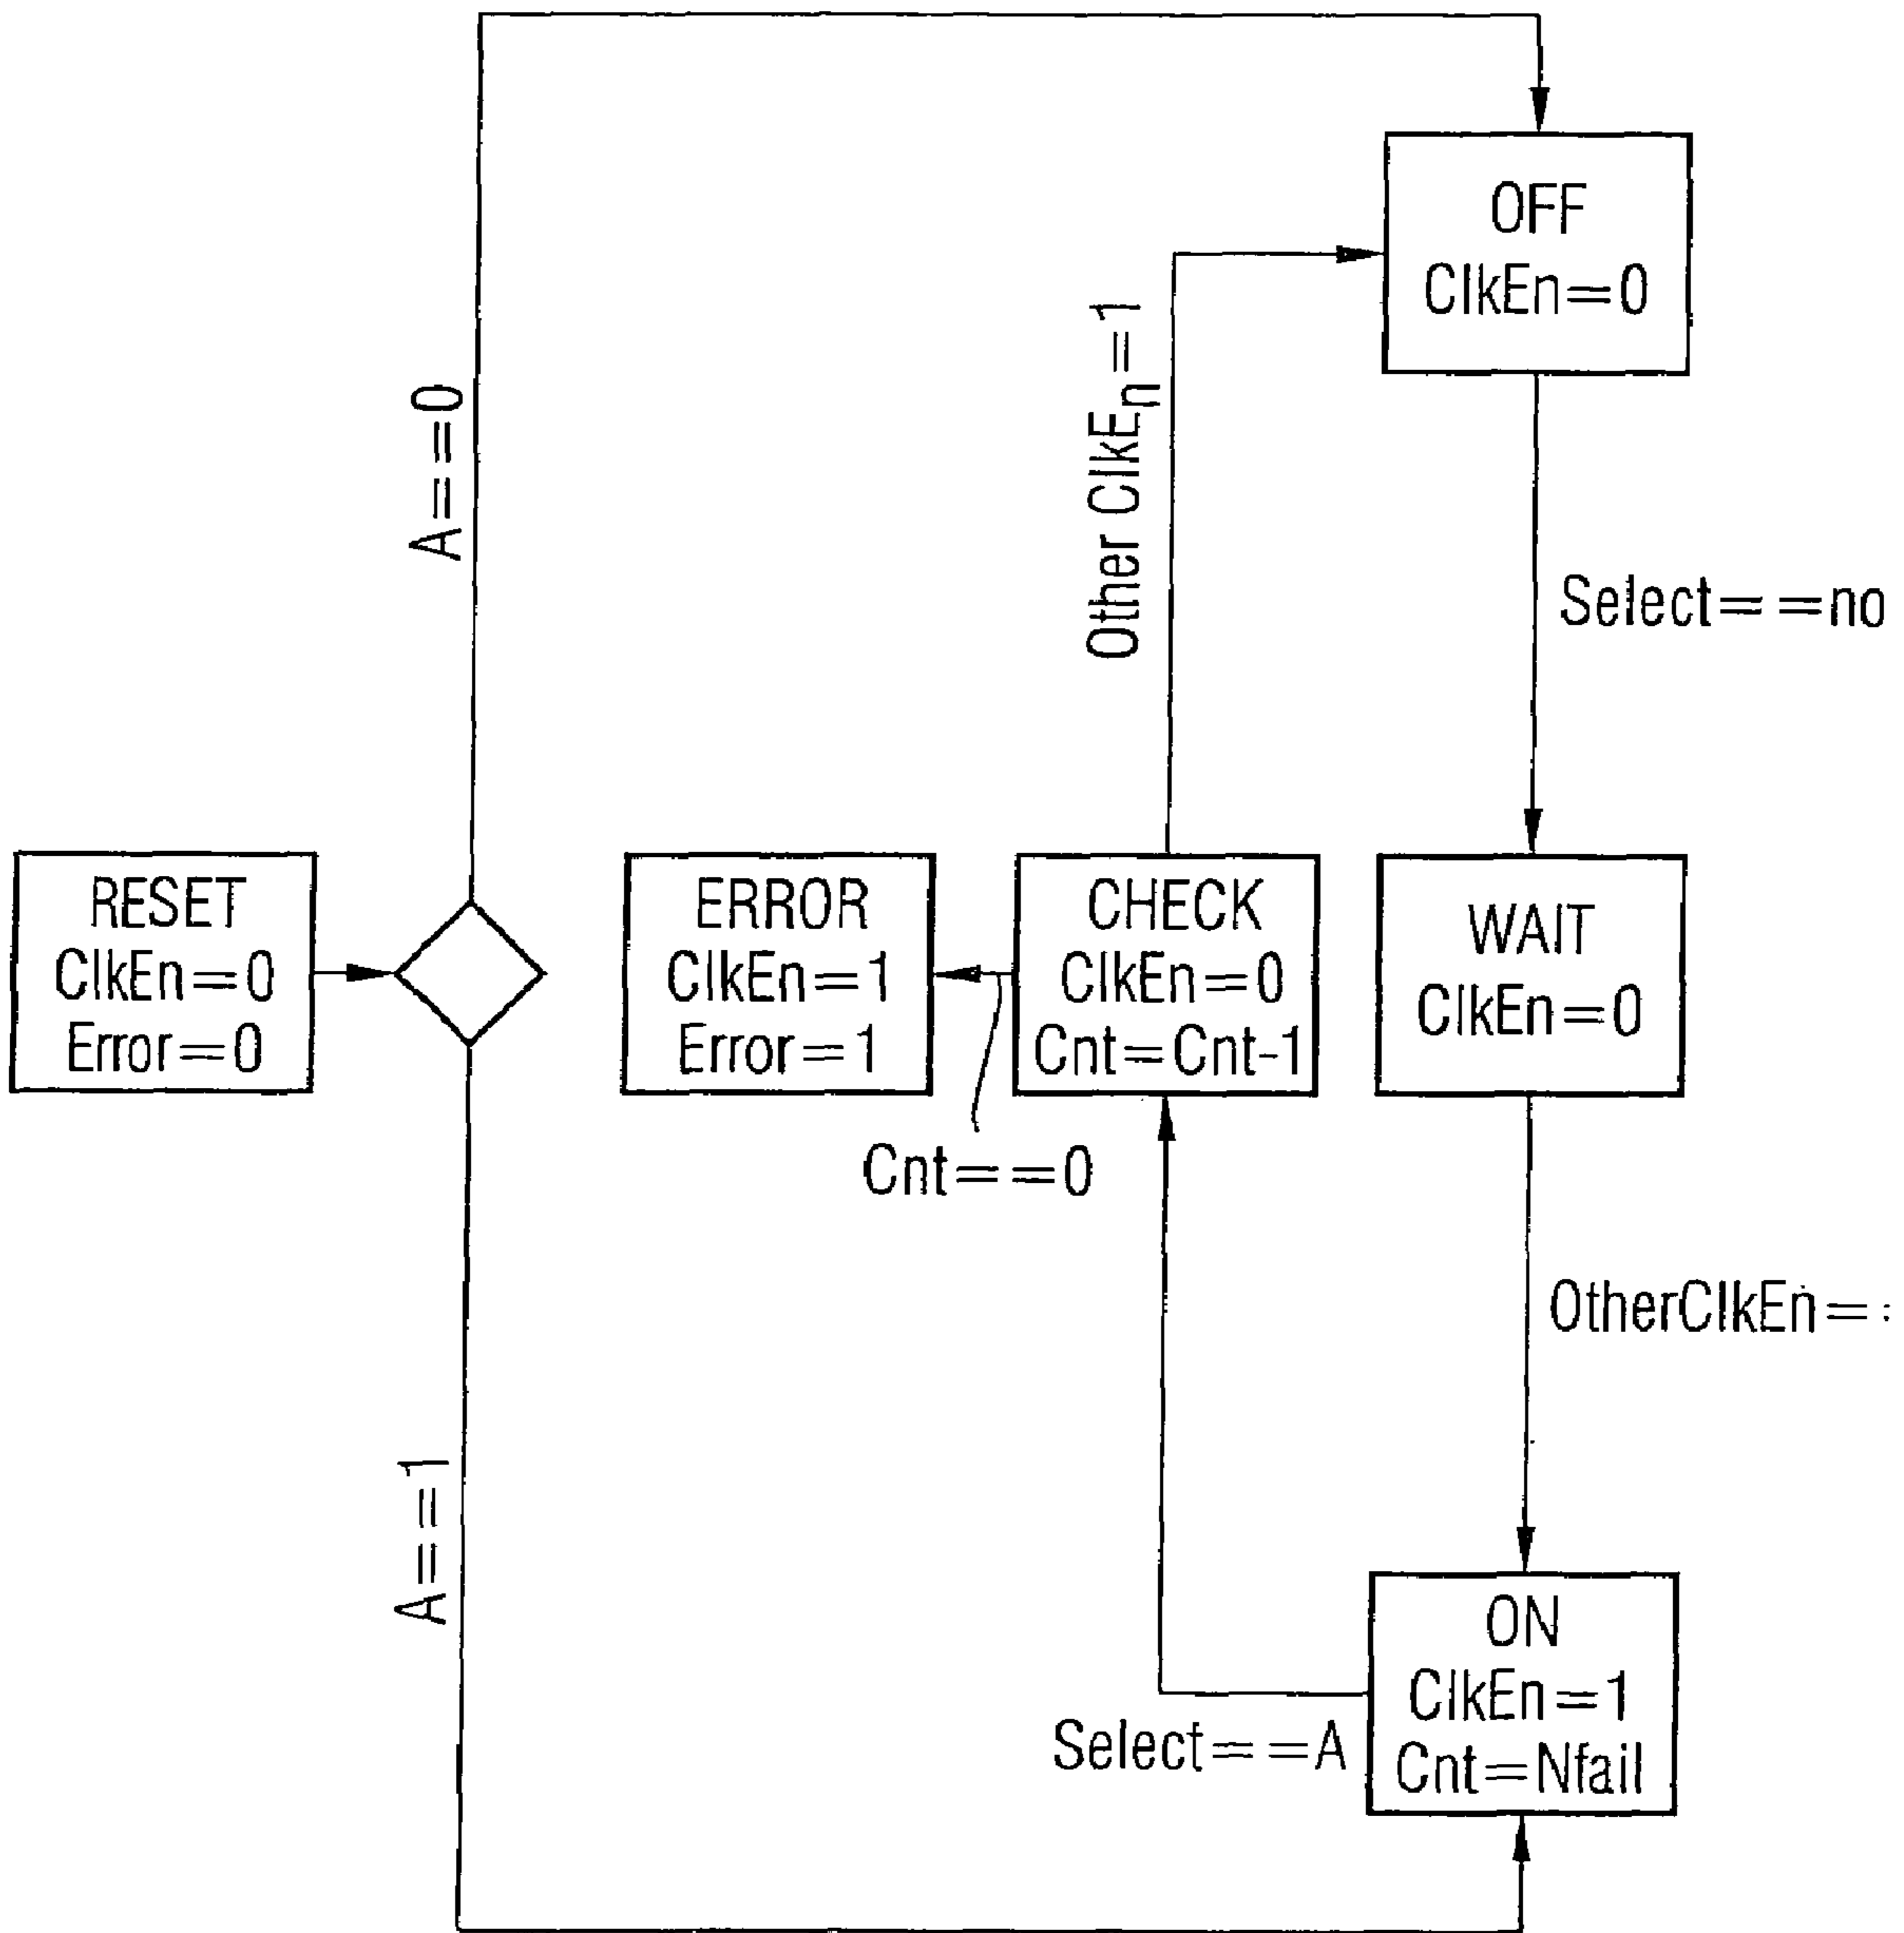 OFF
ClkEn=0
A==0
Other ClkEn=1
Select==no
RESET
ClkEn=0
Error=0
ERROR
ClkEn=1
Error=1
CHECK
ClkEn=0
Cnt=Cnt-1
WAIT
ClkEn=0
Cnt==0
OtherClkEn==
A==1
ON
ClkEn=1
Cnt=Nfail
Select==A